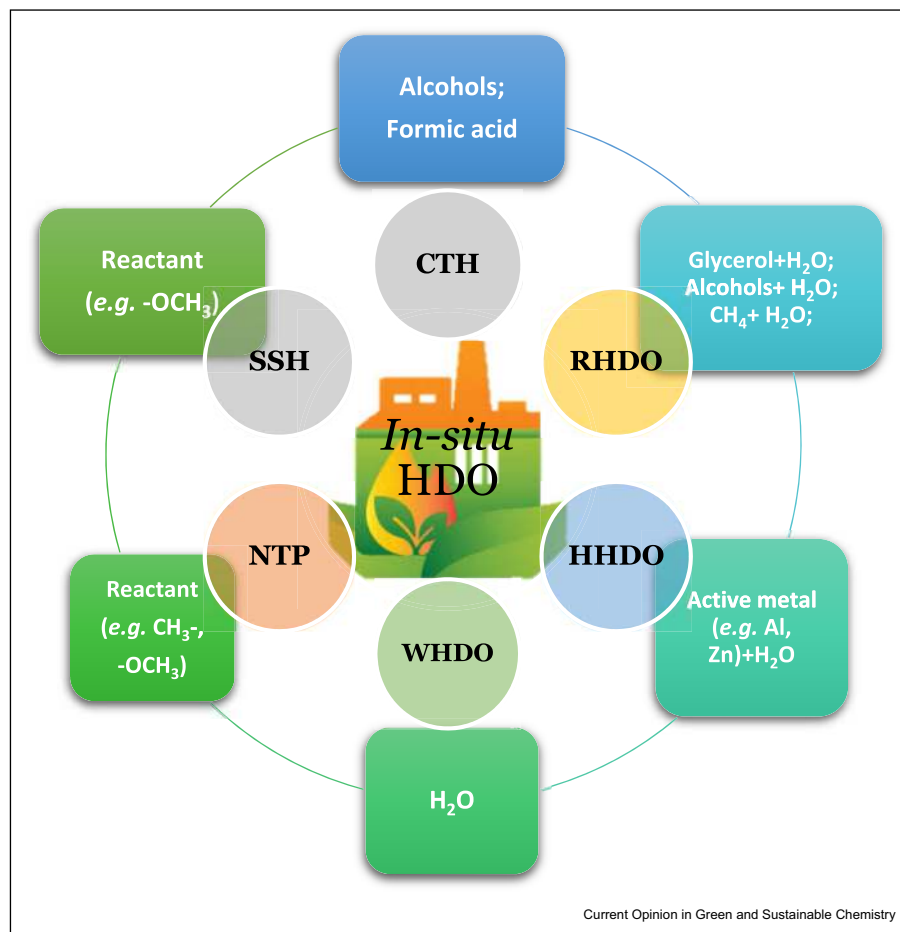 Alcohols;
Formic acid
CTH
Glycerol+H₂O;
Alcohols+ H₂O;
CH₄+ H₂O;
RHDO
Active metal
(e.g. Al,
Zn)+H₂O
HHDO
H₂O
WHDO
Reactant
(e.g. CH₃-,
-OCH₃)
NTP
Reactant
(e.g. -OCH₃)
SSH
In-situ
HDO
Current Opinion in Green and Sustainable Chemistry